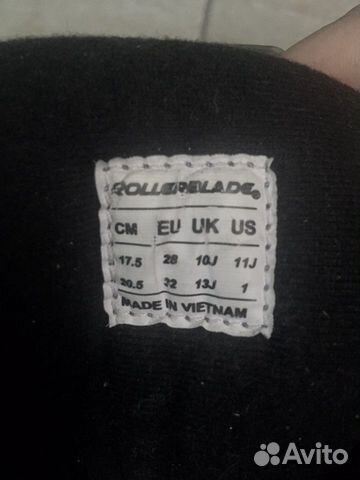 ROLLERBLADE®
CM EU UK US
17.5 28 10J 11J
20.5 32 13J 1
MADE IN VIETNAM
Avito